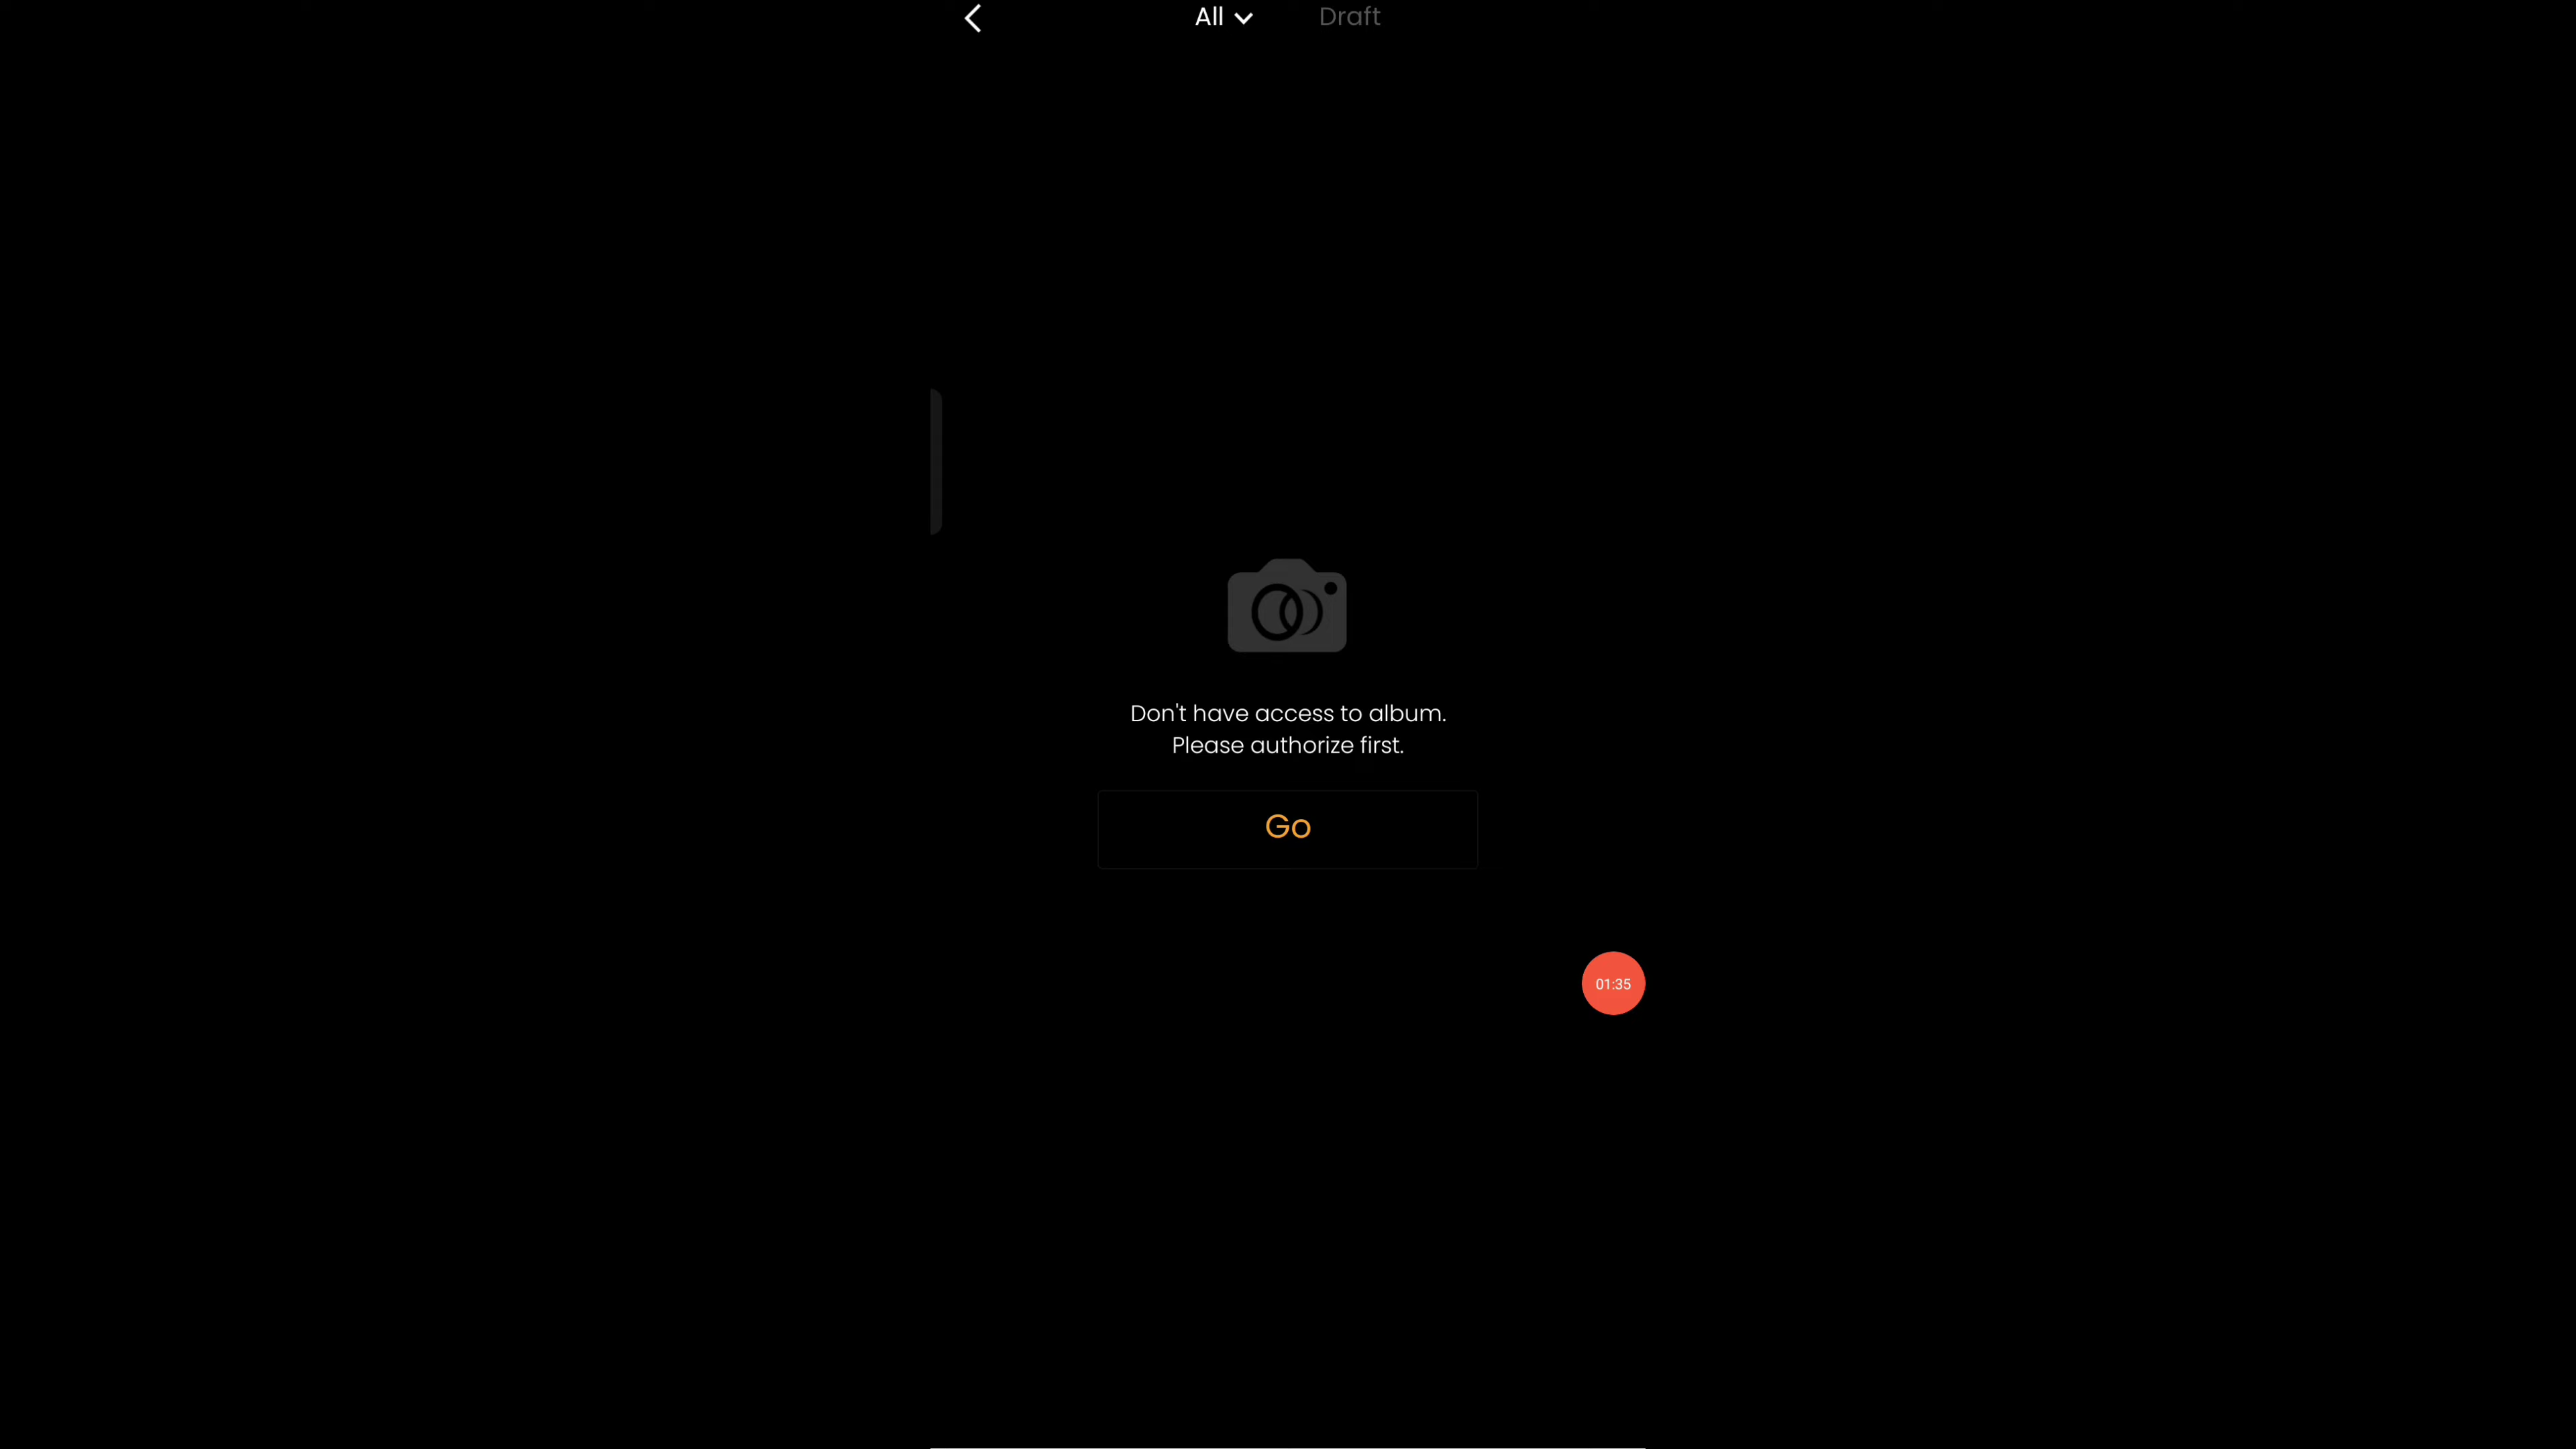 All
Draft
Don't have access to album.
Please authorize first.
Go
01:35